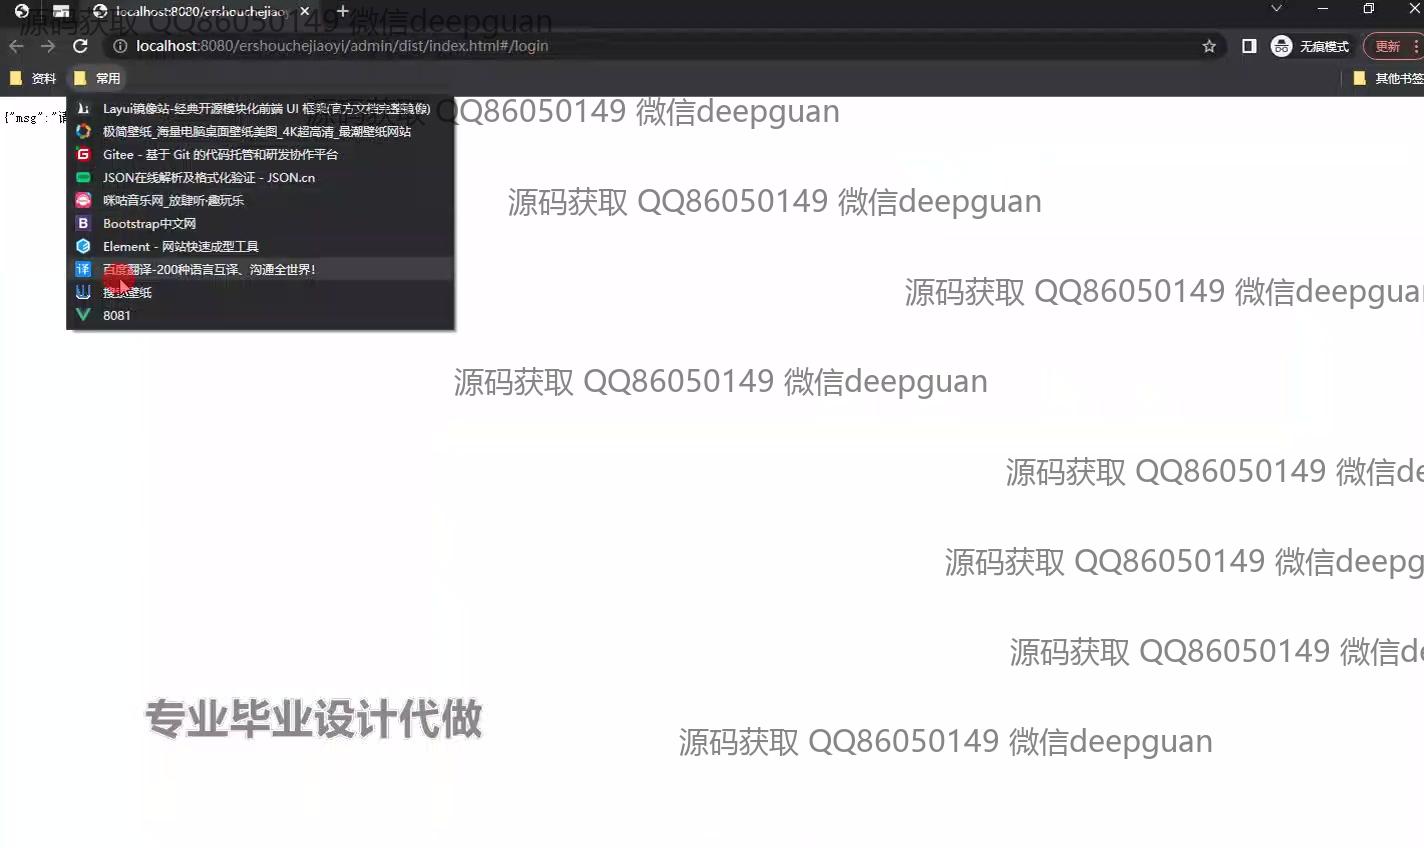 源码获取 QQ86050149 微信deepguan
localhost:8080/ershouchejiaoy
localhost:8080/ershouchejiaoyi/admin/dist/index.html#/login
无痕模式
更新
资料
常用
其他书签
{"msg":"请
源码获取 QQ86050149 微信deepguan
Layui镜像站-经典开源模块化前端 UI 框架(官方文档完整镜像)
极简壁纸_海量电脑桌面壁纸美图_4K超高清_最潮壁纸网站
Gitee - 基于 Git 的代码托管和研发协作平台
JSON在线解析及格式化验证 - JSON.cn
咪咕音乐网_放肆听·趣玩乐
Bootstrap中文网
Element - 网站快速成型工具
百度翻译-200种语言互译、沟通全世界!
壁纸
8081
源码获取 QQ86050149 微信deepguan
源码获取 QQ86050149 微信deepgua
源码获取 QQ86050149 微信deepguan
源码获取 QQ86050149 微信de
源码获取 QQ86050149 微信deepg
源码获取 QQ86050149 微信de
专业毕业设计代做
源码获取 QQ86050149 微信deepguan